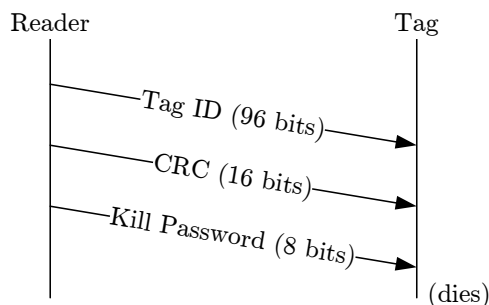 Reader
Tag
Tag ID (96 bits)
CRC (16 bits)
Kill Password (8 bits)
(dies)